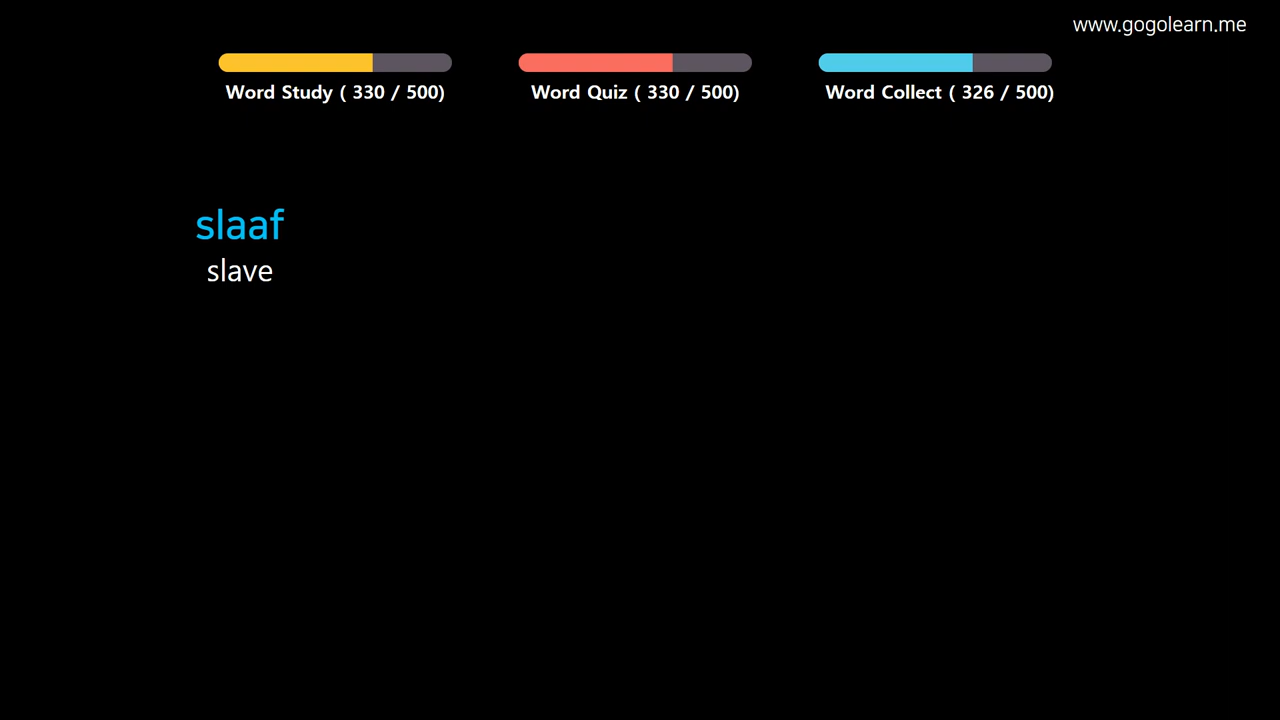 www.gogolearn.me
Word Study ( 330 / 500)
Word Quiz ( 330 / 500)
Word Collect ( 326 / 500)
slaaf
slave